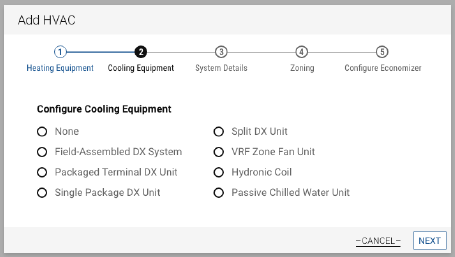 Add HVAC
1 2 3 4 5
Heating Equipment Cooling Equipment System Details Zoning Configure Economizer
Configure Cooling Equipment
None Split DX Unit
Field-Assembled DX System VRF Zone Fan Unit
Packaged Terminal DX Unit Hydronic Coil
Single Package DX Unit Passive Chilled Water Unit
CANCEL NEXT